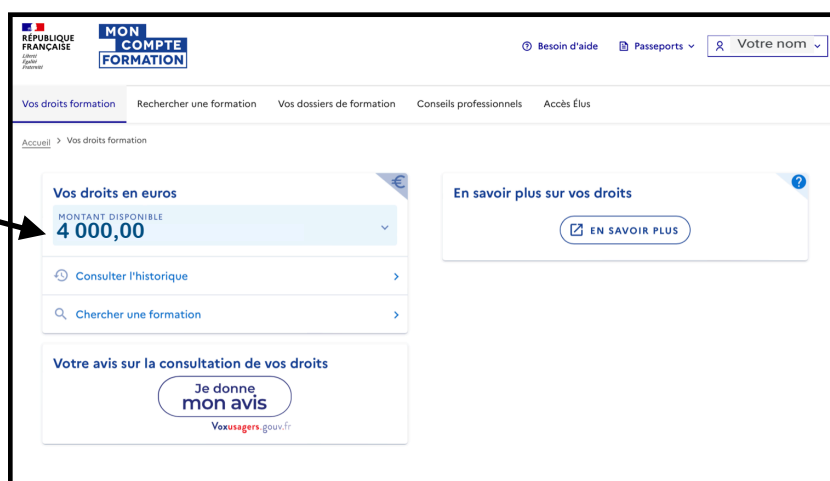 RÉPUBLIQUE
FRANÇAISE
Liberté
Égalité
Fraternité
MON
COMPTE
FORMATION
Besoin d'aide
Passeports
Votre nom
Vos droits formation
Rechercher une formation
Vos dossiers de formation
Conseils professionnels
Accès Élus
Accueil > Vos droits formation
Vos droits en euros
€
MONTANT DISPONIBLE
4 000,00
Consulter l'historique
Chercher une formation
En savoir plus sur vos droits
?
EN SAVOIR PLUS
Votre avis sur la consultation de vos droits
Je donne
mon avis
Voxusagers.gouv.fr